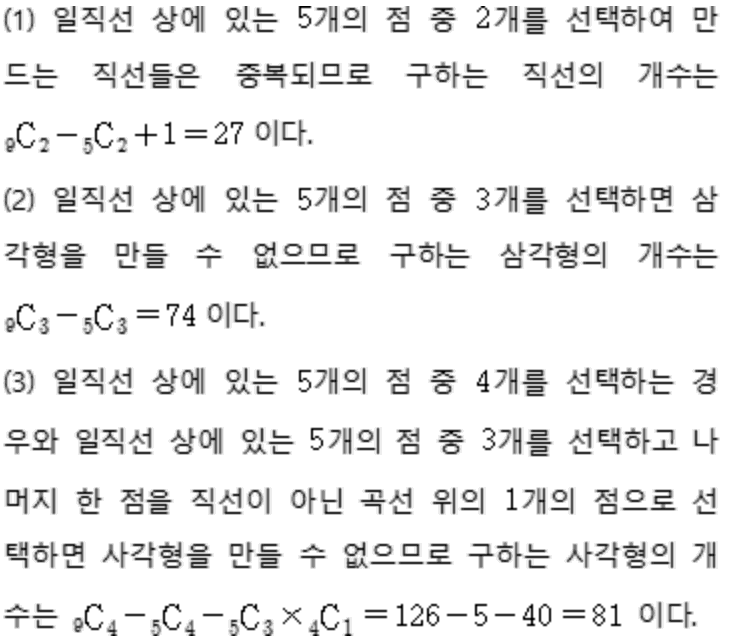 (1) 일직선 상에 있는 5개의 점 중 2개를 선택하여 만
드는 직선들은 중복되므로 구하는 직선의 개수는
₉C₂－₅C₂＋1＝27 이다.
(2) 일직선 상에 있는 5개의 점 중 3개를 선택하면 삼
각형을 만들 수 없으므로 구하는 삼각형의 개수는
₉C₃－₅C₃＝74 이다.
(3) 일직선 상에 있는 5개의 점 중 4개를 선택하는 경
우와 일직선 상에 있는 5개의 점 중 3개를 선택하고 나
머지 한 점을 직선이 아닌 곡선 위의 1개의 점으로 선
택하면 사각형을 만들 수 없으므로 구하는 사각형의 개
수는 ₉C₄－₅C₄－₅C₃×₄C₁＝126－5－40＝81 이다.